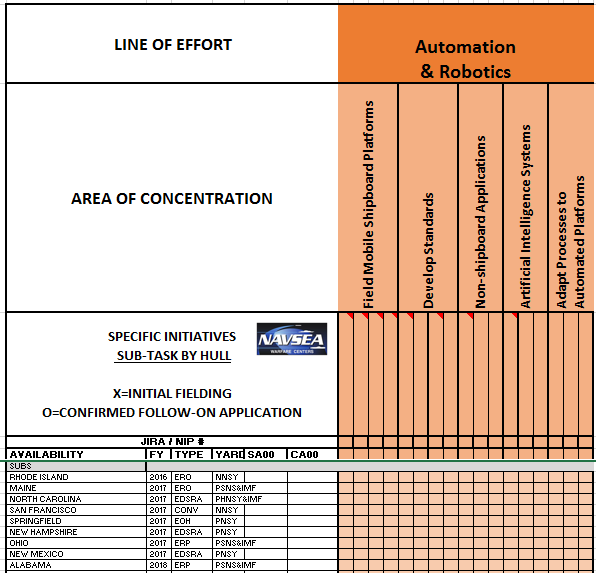 LINE OF EFFORT
Automation
& Robotics
AREA OF CONCENTRATION
Field Mobile Shipboard Platforms
Develop Standards
Non-shipboard Applications
Artificial Intelligence Systems
Adapt Processes to
Automated Platforms
SPECIFIC INITIATIVES
SUB-TASK BY HULL
NAVSEA
WARFARE CENTERS
X=INITIAL FIELDING
O=CONFIRMED FOLLOW-ON APPLICATION
JIRA / NIP #
AVAILABILITY FY TYPE YARD SA00 CA00
SUBS
RHODE ISLAND 2016 ERO NNSY
MAINE 2017 ERO PSNS&IMF
NORTH CAROLINA 2017 EDSRA PHNSY&IMF
SAN FRANCISCO 2017 CONV NNSY
SPRINGFIELD 2017 EOH PNSY
NEW HAMPSHIRE 2017 EDSRA PNSY
OHIO 2017 ERP PSNS&IMF
NEW MEXICO 2017 EDSRA PNSY
ALABAMA 2018 ERP PSNS&IMF